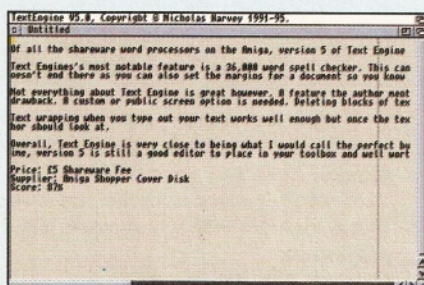 TextEngine V5.0, Copyright © Nicholas Harvey 1991-95.
Untitled
Of all the shareware word processors on the Amiga, version 5 of Text Engine
Text Engines's most notable feature is a 36,000 word spell checker. This can
oesn't end there as you can also set the margins for a document so you know
Not everything about Text Engine is great however. A feature the author ment
drawback. A custom or public screen option is needed. Deleting blocks of tex
Text wrapping when you type out your text works well enough but once the tex
hor should look at.
Overall, Text Engine is very close to being what I would call the perfect
ime, version 5 is still a good editor to place in your toolbox and well wort
Price: £5 Shareware Fee
Supplier: Amiga Shopper Cover Disk
Score: 87%